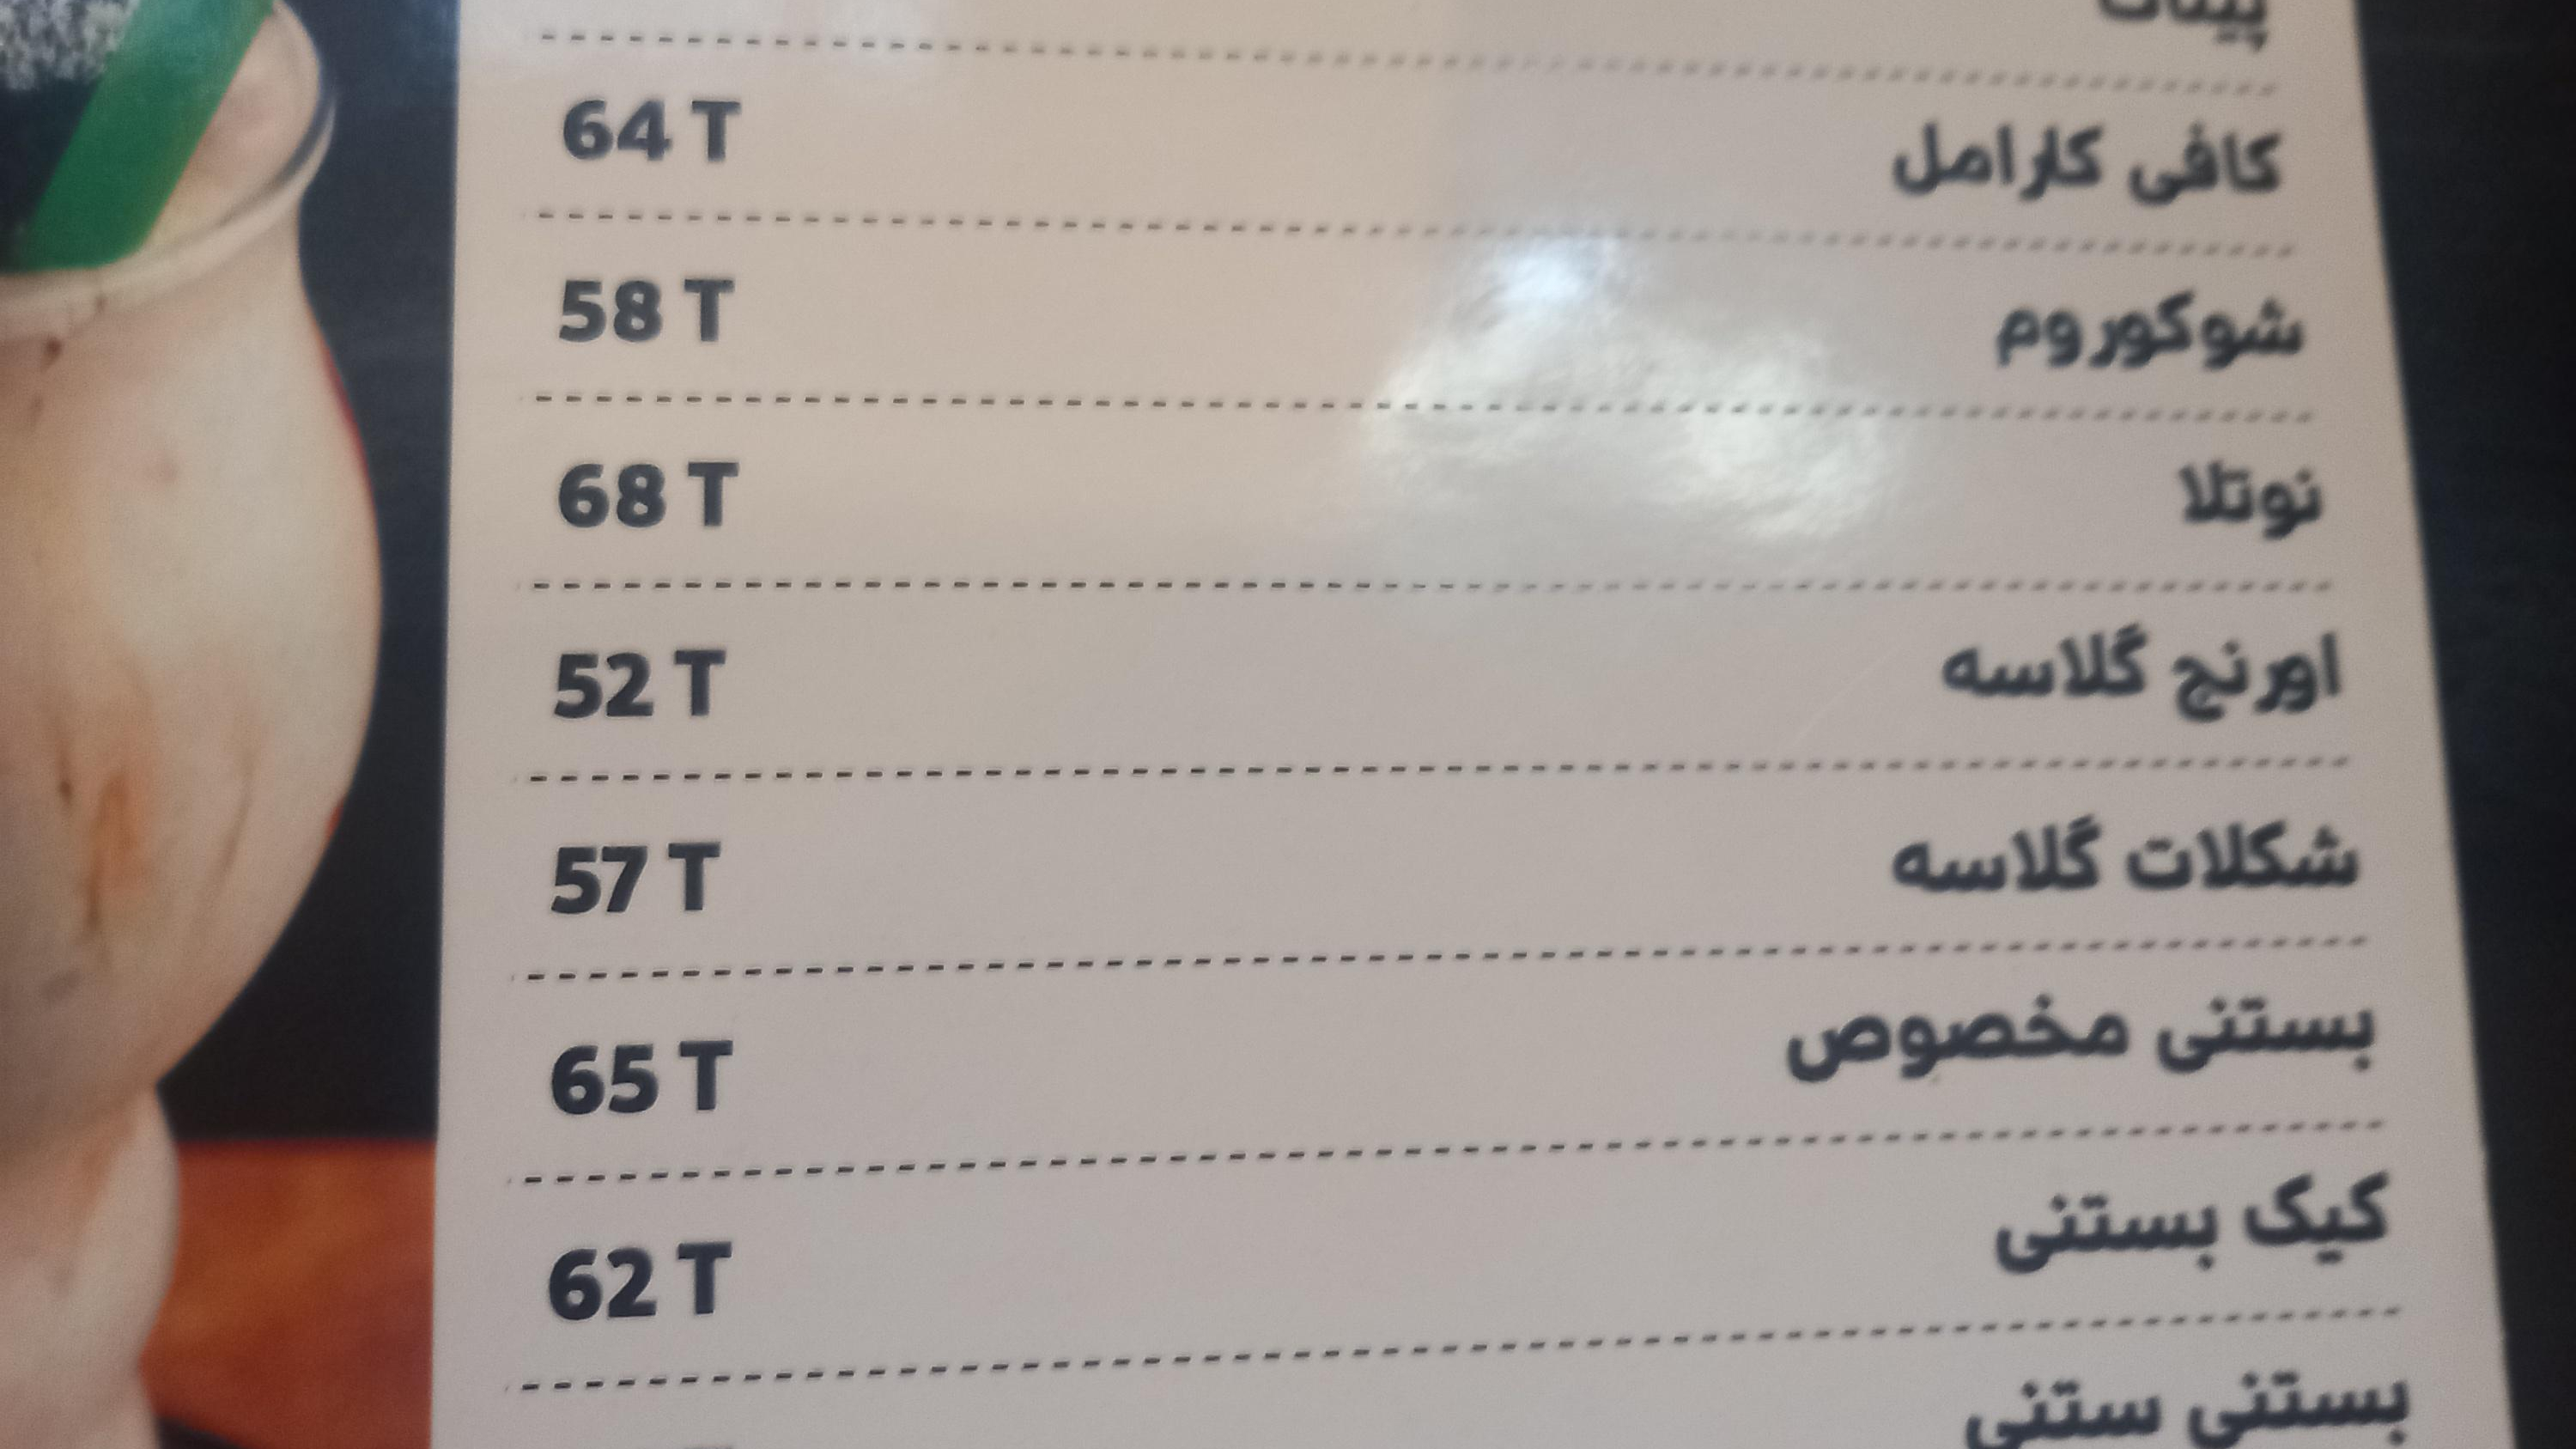 پینات
کافی کارامل 64 T
شوکوروم 58 T
نوتلا 68 T
اورنج گلاسه 52 T
شکلات گلاسه 57 T
بستنی مخصوص 65 T
کیک بستنی 62 T
بستنی سنتی